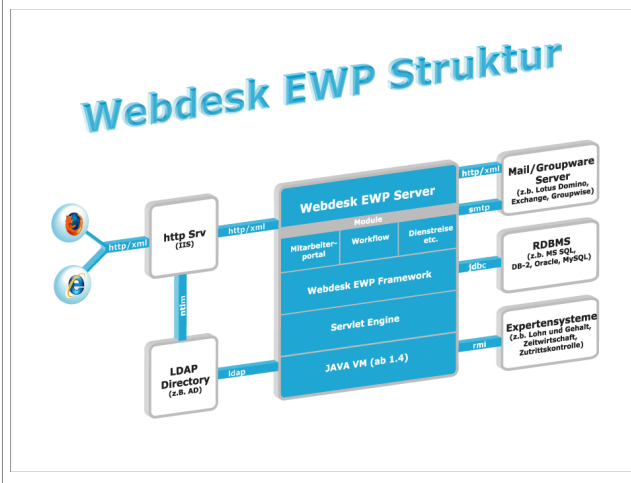 Webdesk EWP Struktur
http/xml
http Srv
(IIS)
http/xml
ntlm
LDAP
Directory
(z.B. AD)
ldap
Webdesk EWP Server
Module
Mitarbeiter-
portal
Workflow
Dienstreise
etc.
Webdesk EWP Framework
Servlet Engine
JAVA VM (ab 1.4)
http/xml
smtp
Mail/Groupware
Server
(z.b. Lotus Domino,
Exchange, Groupwise)
jdbc
RDBMS
(z.b. MS SQL,
DB-2, Oracle, MySQL)
rmi
Expertensysteme
(z.b. Lohn und Gehalt,
Zeitwirtschaft,
Zutrittskontrolle)